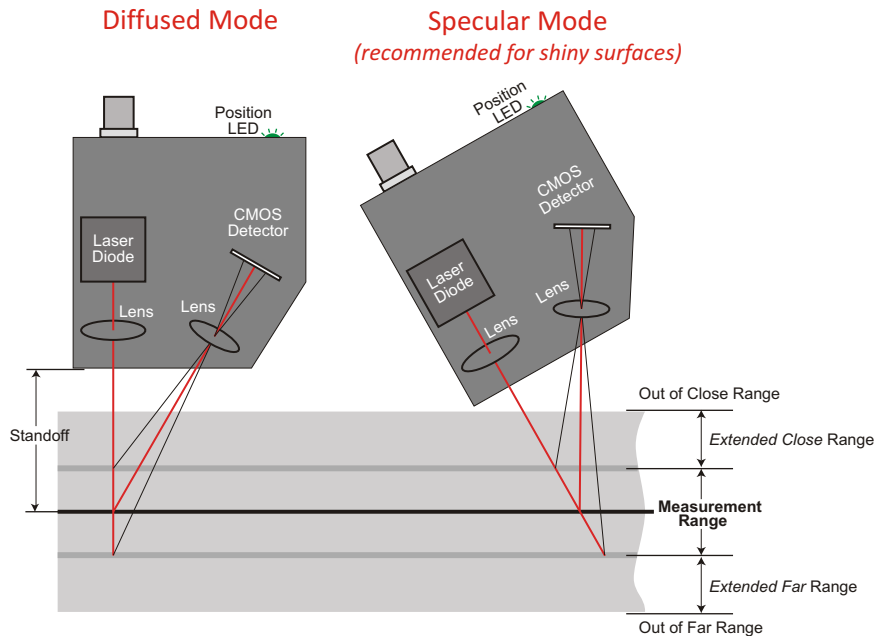 Diffused Mode
Specular Mode
(recommended for shiny surfaces)
Position
LED
CMOS
Detector
Laser
Diode
Lens
Lens
Standoff
Position
LED
CMOS
Detector
Laser
Diode
Lens
Lens
Out of Close Range
Extended Close Range
Measurement
Range
Extended Far Range
Out of Far Range